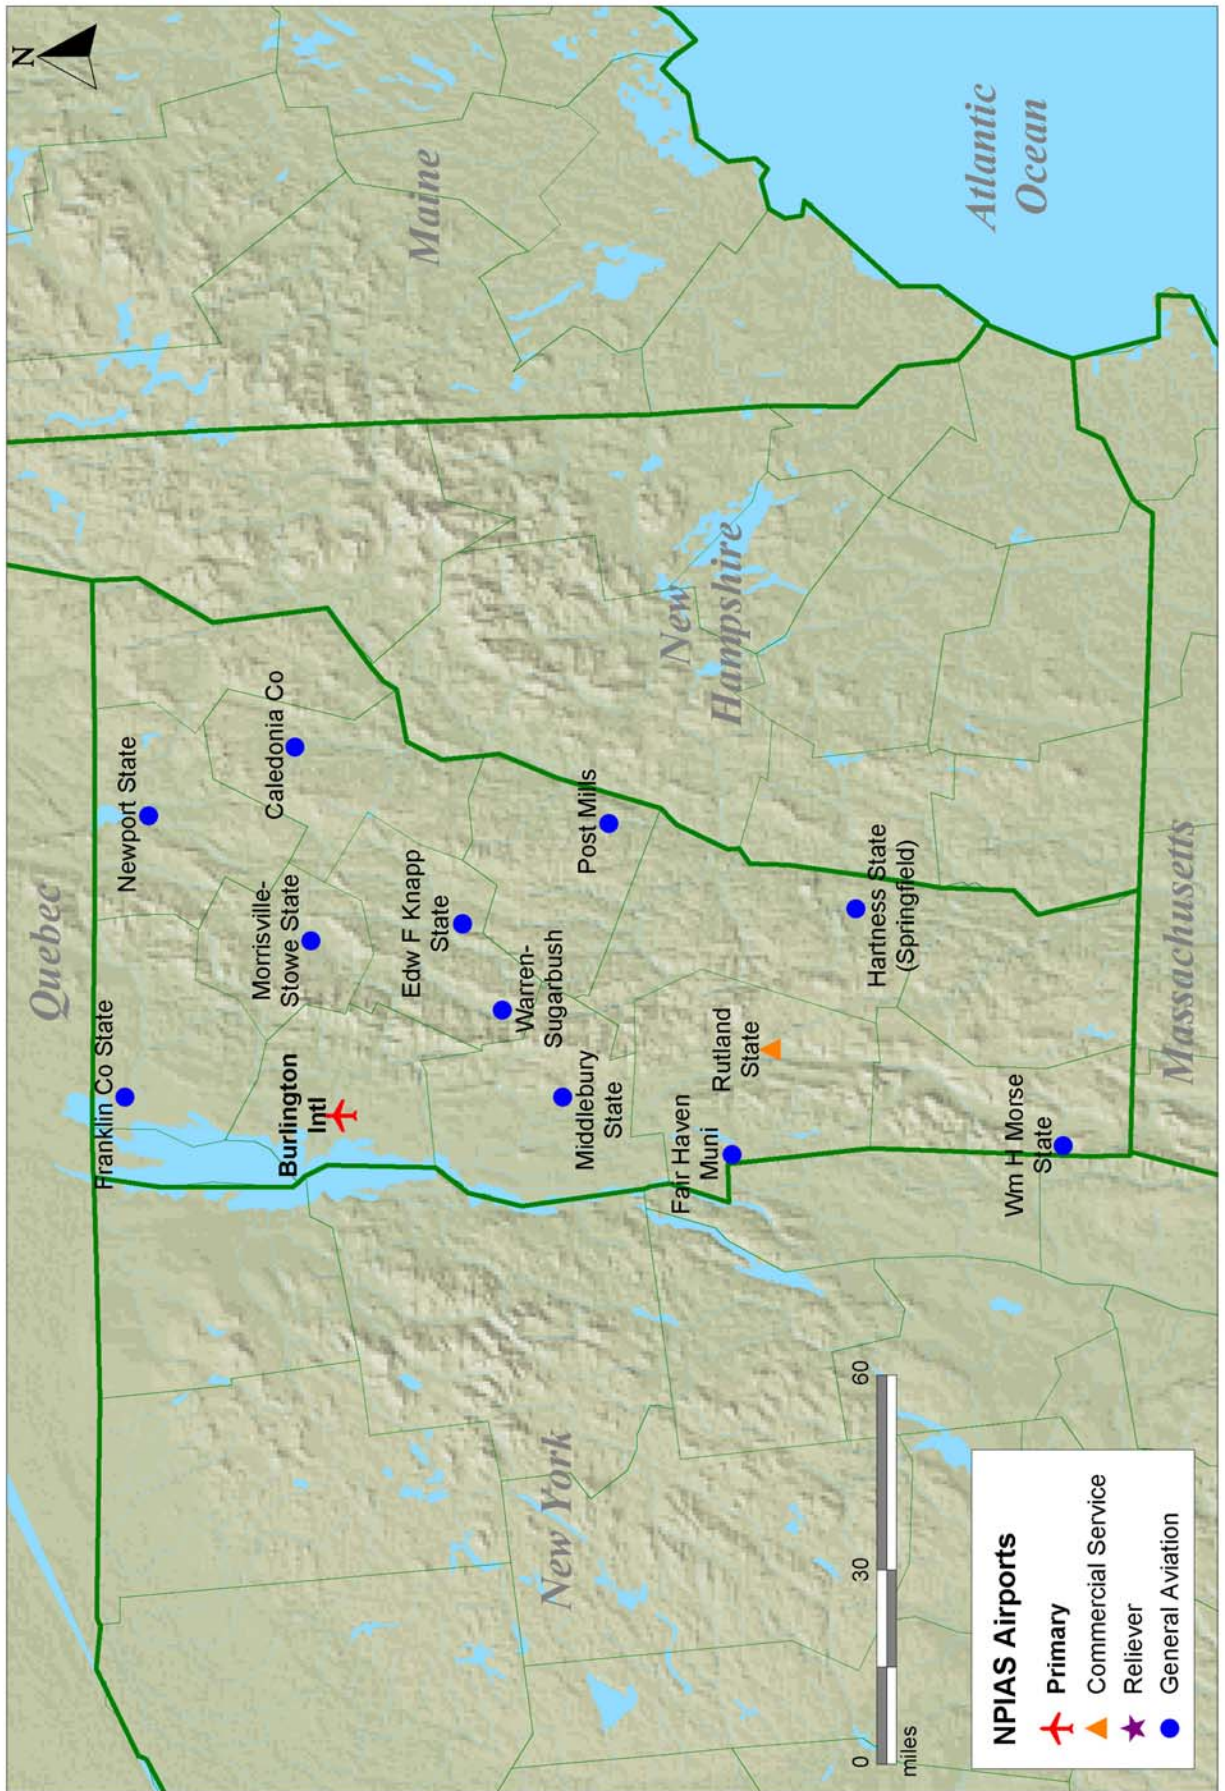 N
Quebec
Maine
Atlantic
Ocean
New
Hampshire
Massachusetts
New York
Franklin Co State
Newport State
Caledonia Co
Morrisville-
Stowe State
Burlington
Intl
Edw F Knapp
State
Warren-
Sugarbush
Post Mills
Middlebury
State
Rutland
State
Fair Haven
Muni
Hartness State
(Springfield)
Wm H Morse
State
0 30 60
miles
NPIAS Airports
Primary
Commercial Service
Reliever
General Aviation